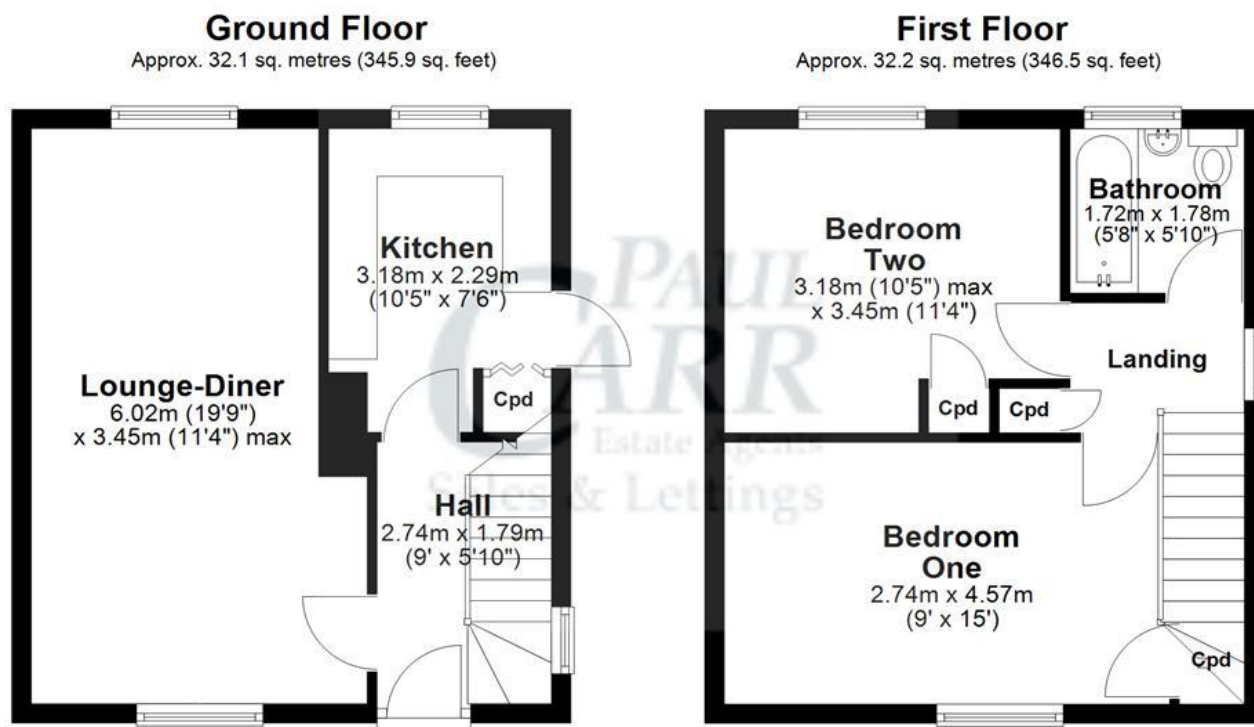 Ground Floor
Approx. 32.1 sq. metres (345.9 sq. feet)
Kitchen
3.18m x 2.29m
(10'5" x 7'6")
Lounge-Diner
6.02m (19'9")
x 3.45m (11'4") max
Cpd
Hall
2.74m x 1.79m
(9' x 5'10")
First Floor
Approx. 32.2 sq. metres (346.5 sq. feet)
Bedroom
Two
3.18m (10'5") max
x 3.45m (11'4")
Bathroom
1.72m x 1.78m
(5'8" x 5'10")
Landing
Cpd
Cpd
Bedroom
One
2.74m x 4.57m
(9' x 15')
Cpd
PAUL
CARR
Estate Agents
Sales & Lettings